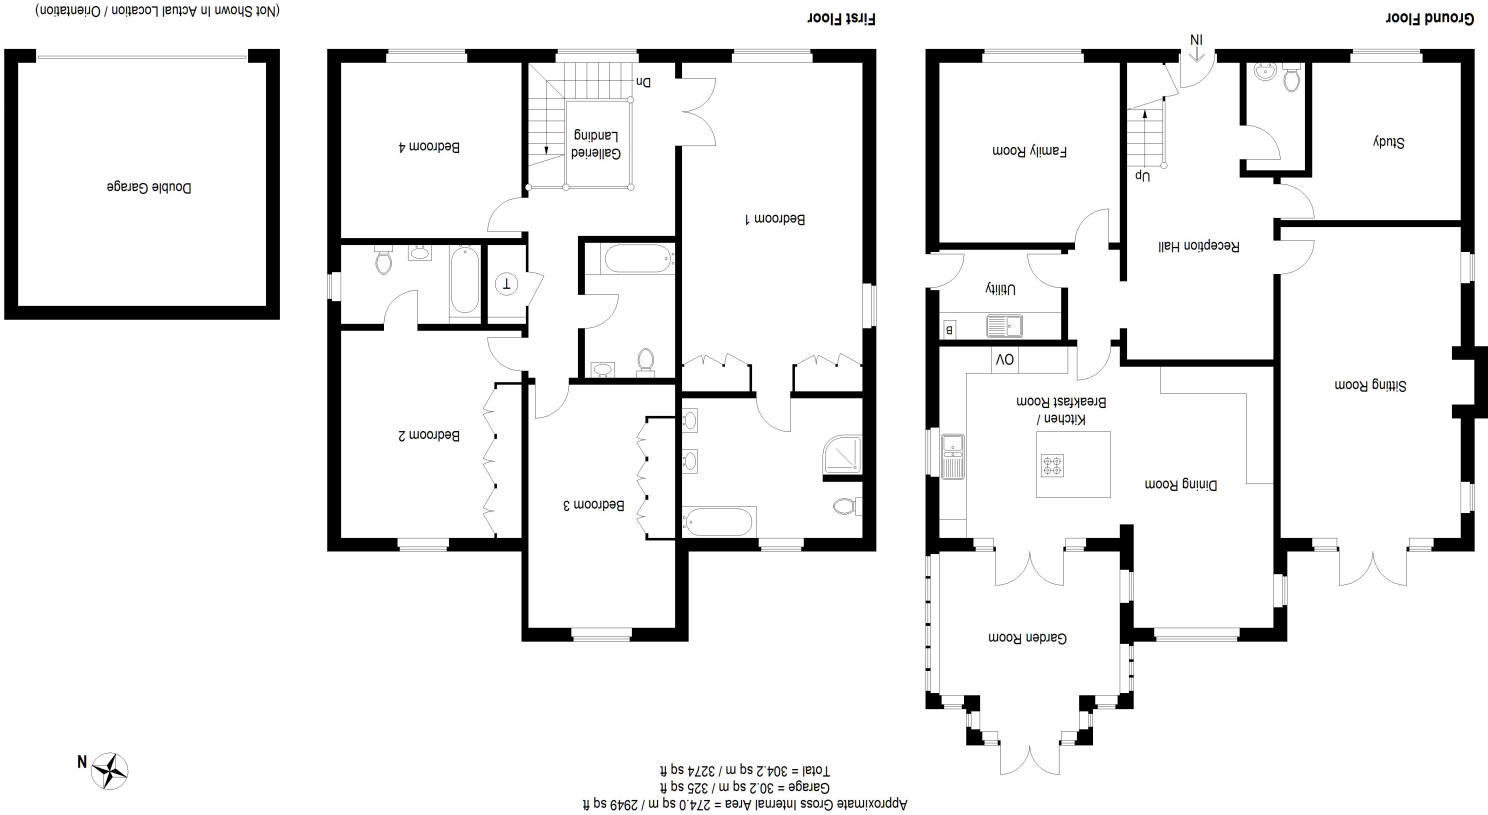 Approximate Gross Internal Area = 274.0 sq m / 2949 sq ft
Garage = 30.2 sq m / 325 sq ft
Total = 304.2 sq m / 3274 sq ft
N
Garden Room
Dining Room
Kitchen /
Breakfast Room
OV
Sitting Room
B
Utility
Reception Hall
Family Room
Up
Study
IN
Ground Floor
Bedroom 3
Bedroom 2
T
Bedroom 1
Bedroom 4
Galleried
Landing
Dn
First Floor
Double Garage
(Not Shown In Actual Location / Orientation)